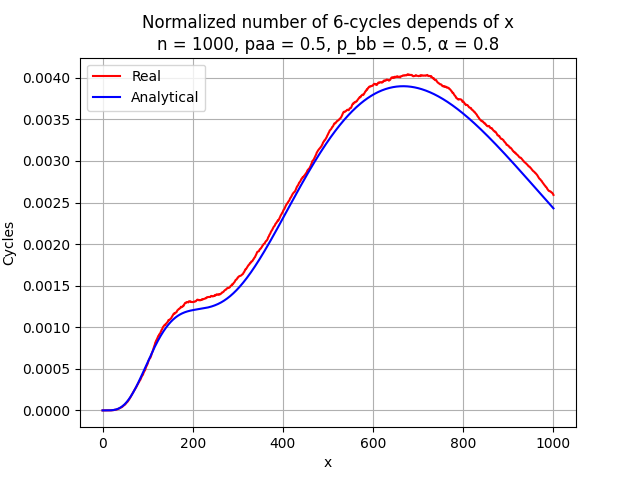 Normalized number of 6-cycles depends of x
n = 1000, paa = 0.5, p_bb = 0.5, α = 0.8
Real
Analytical
0.0040
0.0035
0.0030
0.0025
0.0020
0.0015
0.0010
0.0005
0.0000
Cycles
0 200 400 600 800 1000
x